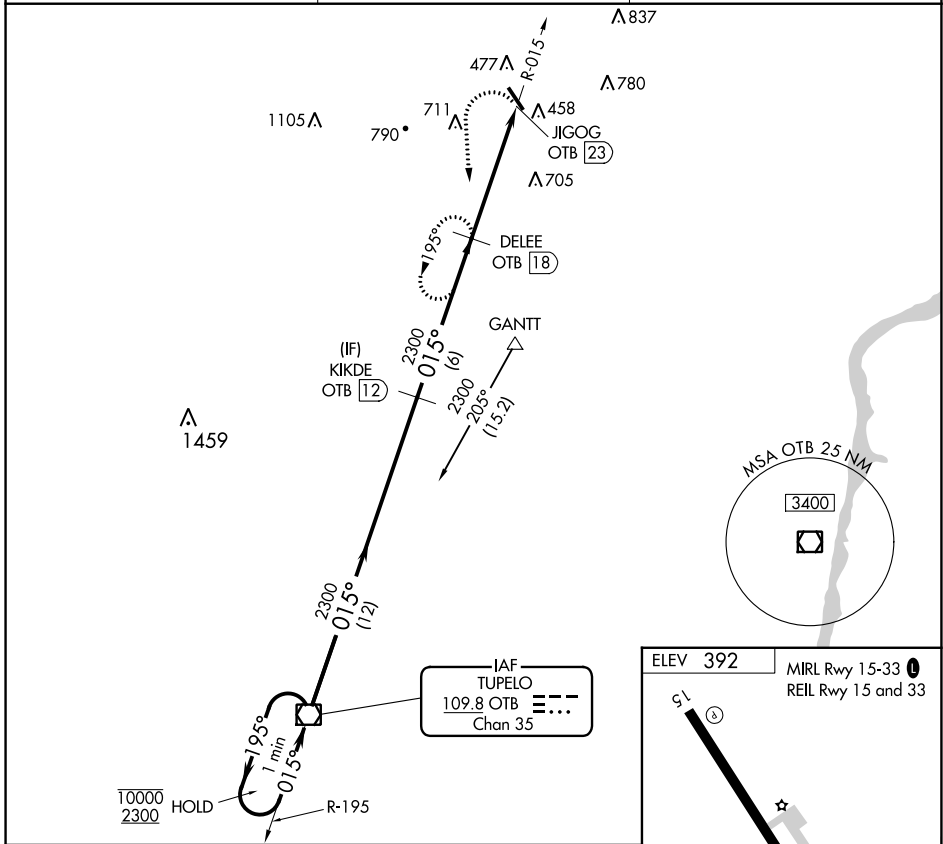 837
R-015
477
780
1105
790
711
458
JIGOG
OTB 23
705
195°
DELEE
OTB 18
GANTT
2300
015°
(6)
(IF)
KIKDE
OTB 12
2300
205°
(15.2)
1459
MSA OTB 25 NM
3400
2300
015°
(12)
IAF
TUPELO
109.8 OTB
Chan 35
195°
1 min
015°
10000
2300
HOLD
R-195
ELEV 392
MIRL Rwy 15-33 L
REIL Rwy 15 and 33
15
P